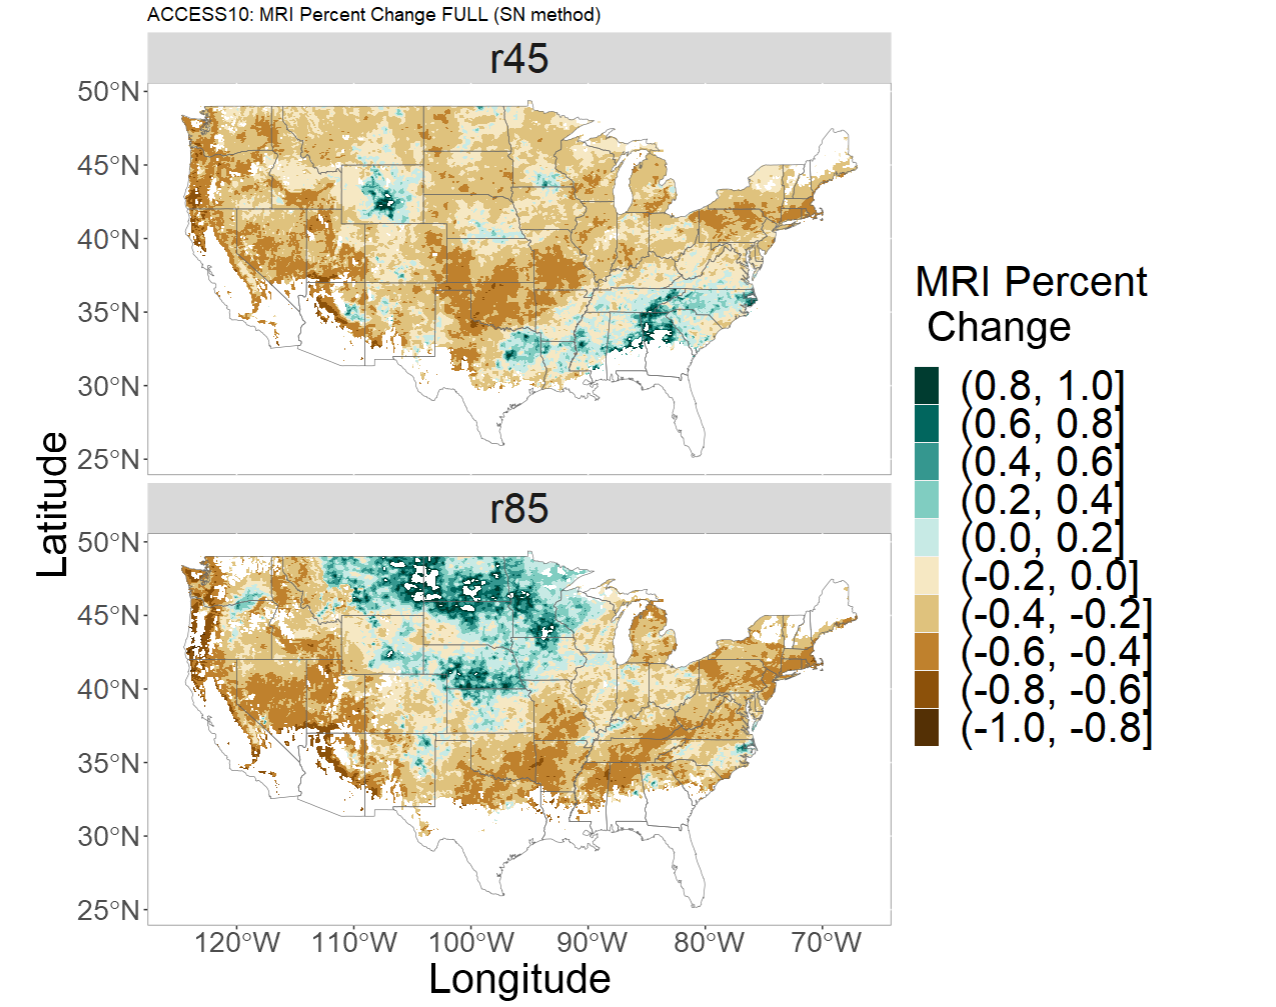 ACCESS10: MRI Percent Change FULL (SN method)
r45
50°N
45°N
40°N
35°N
30°N
25°N
r85
50°N
45°N
40°N
35°N
30°N
25°N
120°W 110°W 100°W 90°W 80°W 70°W
Longitude
Latitude
MRI Percent
Change
(0.8, 1.0]
(0.6, 0.8]
(0.4, 0.6]
(0.2, 0.4]
(0.0, 0.2]
(-0.2, 0.0]
(-0.4, -0.2]
(-0.6, -0.4]
(-0.8, -0.6]
(-1.0, -0.8]